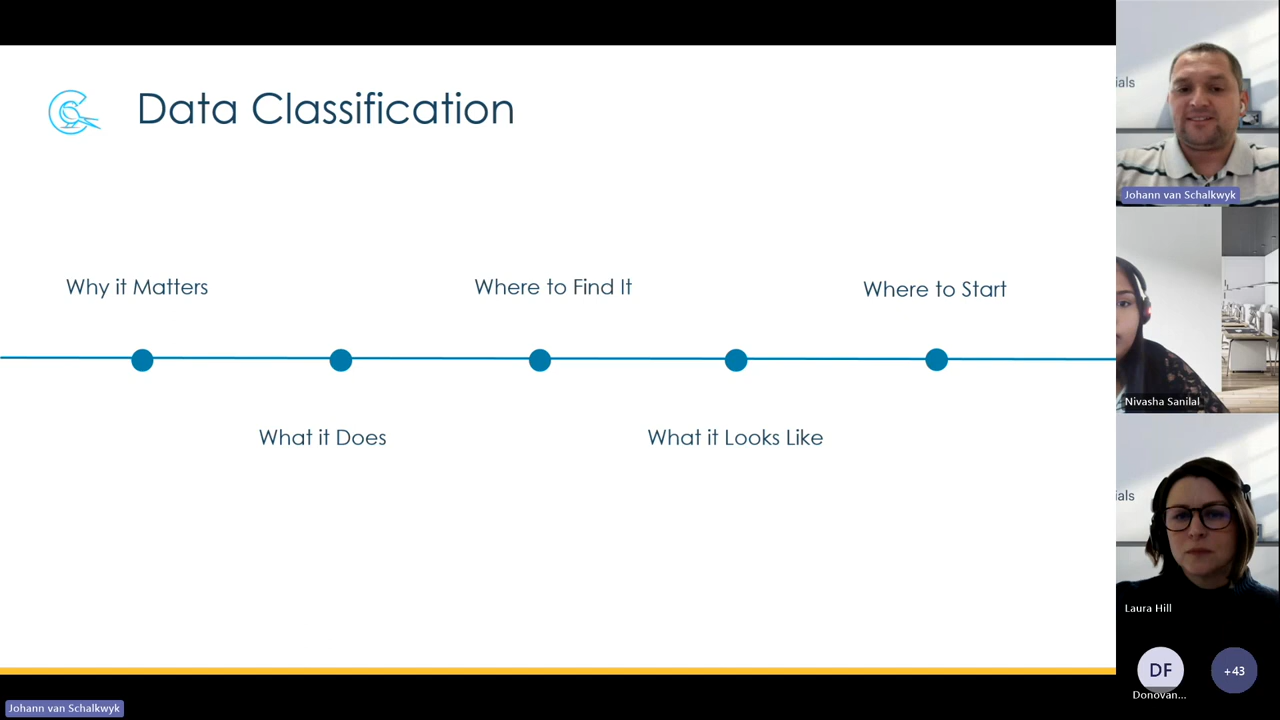 Data Classification
Why it Matters
Where to Find It
Where to Start
What it Does
What it Looks Like
Johann van Schalkwyk
ials
Johann van Schalkwyk
Nivasha Sanilal
ials
Laura Hill
DF
+43
Donovan...